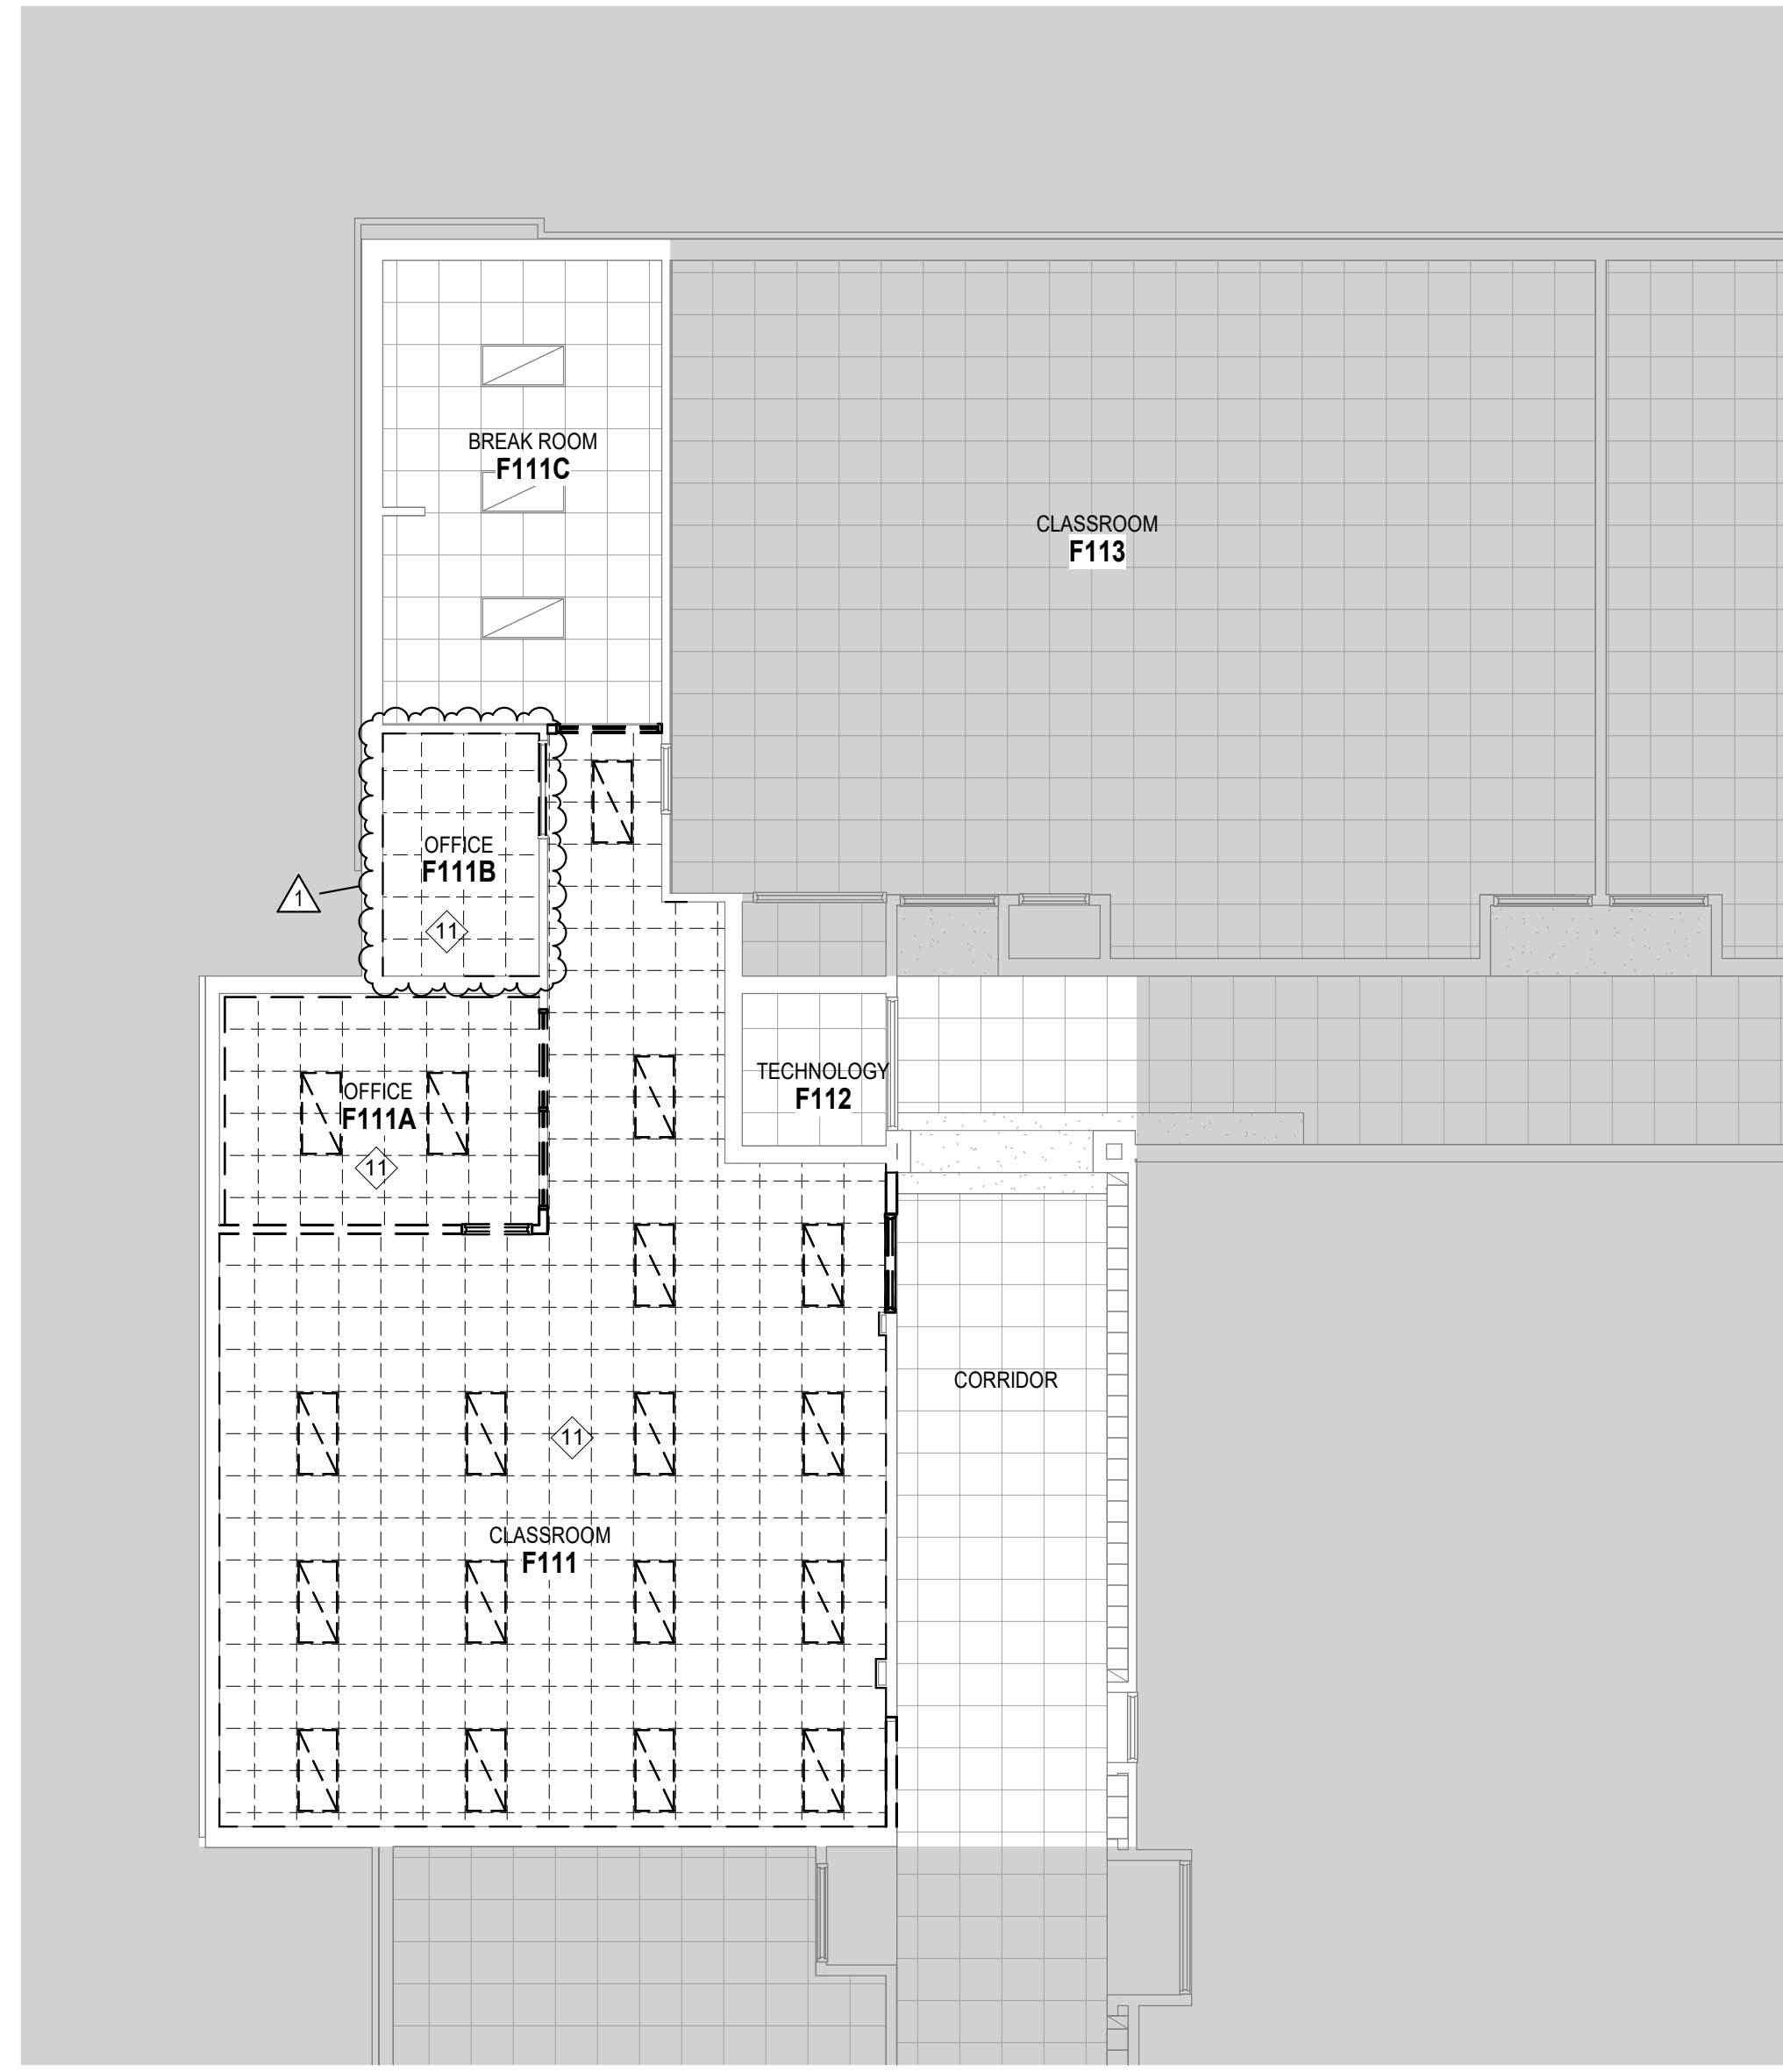 BREAK ROOM
F111C
CLASSROOM
F113
OFFICE
F111B
1
11
TECHNOLOGY
F112
OFFICE
F111A
11
CORRIDOR
11
CLASSROOM
F111